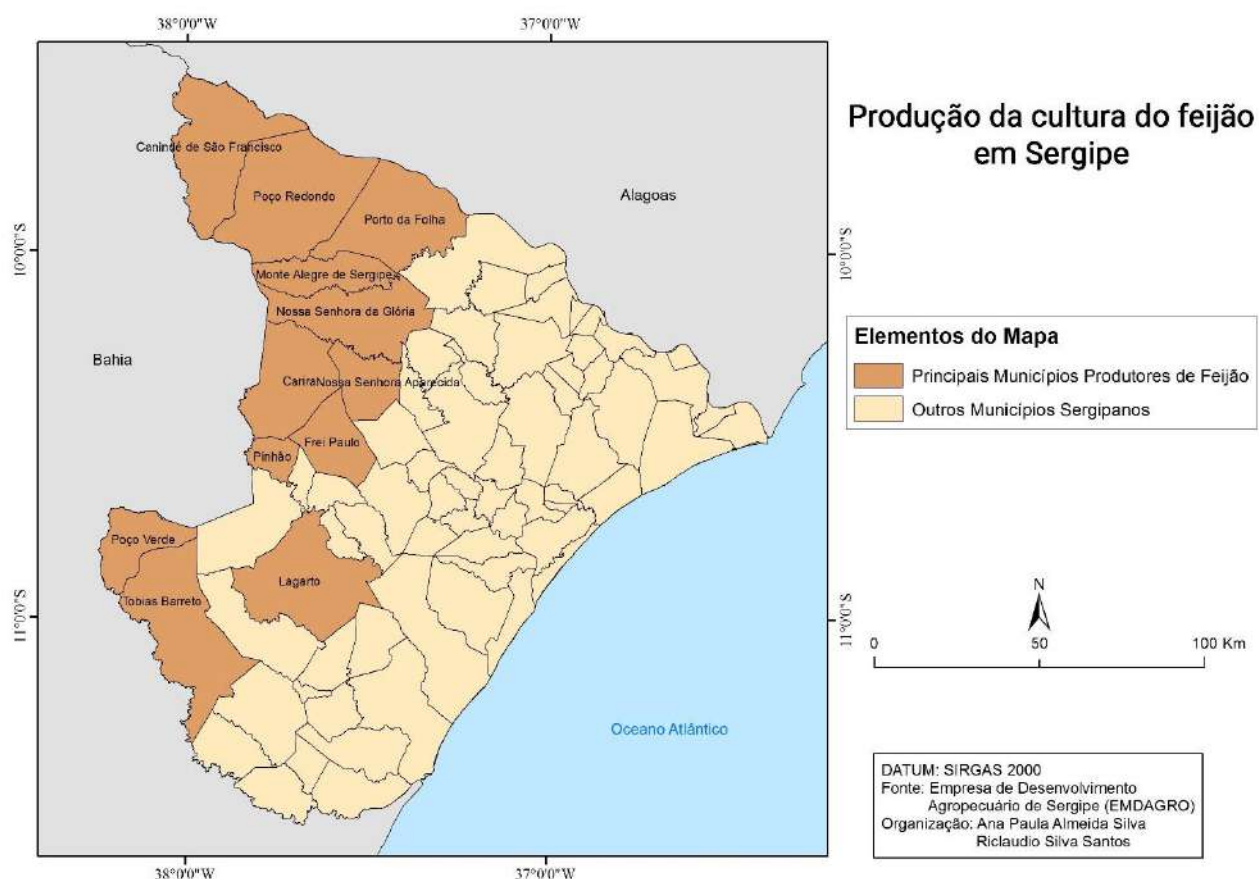 38°0'0"W
37°0'0"W
Produção da cultura do feijão
em Sergipe
Canindé de São Francisco
Poço Redondo
Alagoas
Porto da Folha
10°0'0"S
10°0'0"S
Monte Alegre de Sergipe
Nossa Senhora da Glória
Bahia
Elementos do Mapa
Principais Municípios Produtores de Feijão
Outros Municípios Sergipanos
Carira
Nossa Senhora Aparecida
Frei Paulo
Pinhão
Poço Verde
Lagarto
Tobias Barreto
11°0'0"S
11°0'0"S
N
0
50
100 Km
Oceano Atlântico
DATUM: SIRGAS 2000
Fonte: Empresa de Desenvolvimento
Agropecuário de Sergipe (EMDAGRO)
Organização: Ana Paula Almeida Silva
Riclaudio Silva Santos
38°0'0"W
37°0'0"W